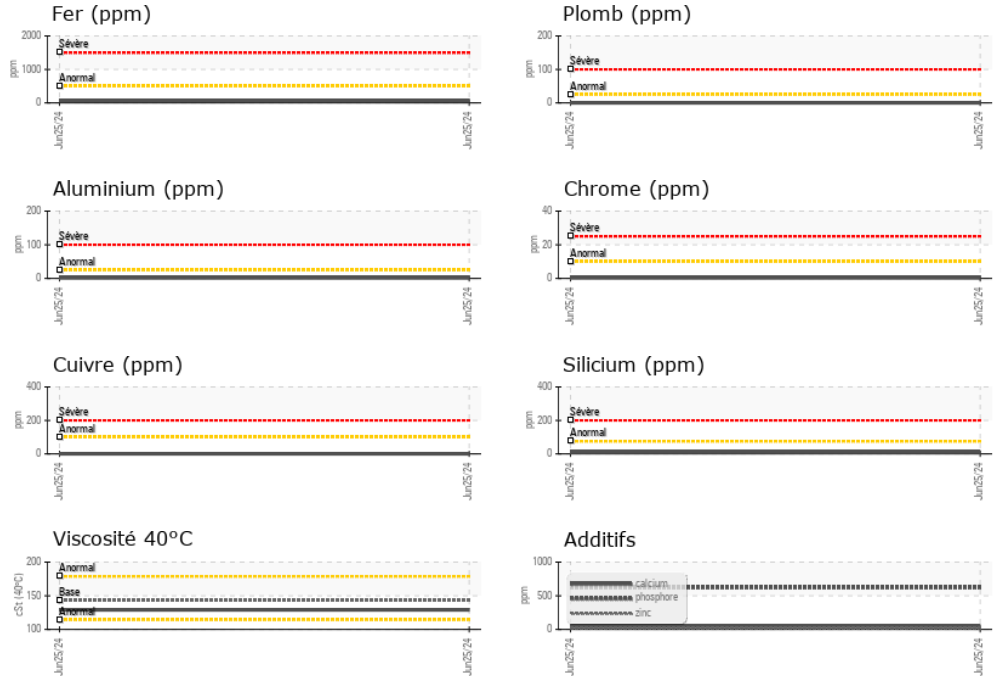 Fer (ppm)
2000
1000
0
ppm
Sévère
Anormal
Jun25/24
Jun25/24
Plomb (ppm)
200
100
0
ppm
Sévère
Anormal
Jun25/24
Jun25/24
Aluminium (ppm)
200
100
0
ppm
Sévère
Anormal
Jun25/24
Jun25/24
Chrome (ppm)
40
20
0
ppm
Sévère
Anormal
Jun25/24
Jun25/24
Cuivre (ppm)
400
200
0
ppm
Sévère
Anormal
Jun25/24
Jun25/24
Silicium (ppm)
400
200
0
ppm
Sévère
Anormal
Jun25/24
Jun25/24
Viscosité 40°C
200
150
100
cSt (40°C)
Anormal
Base
Anormal
Jun25/24
Jun25/24
Additifs
1000
500
0
ppm
calcium
phosphore
zinc
Jun25/24
Jun25/24